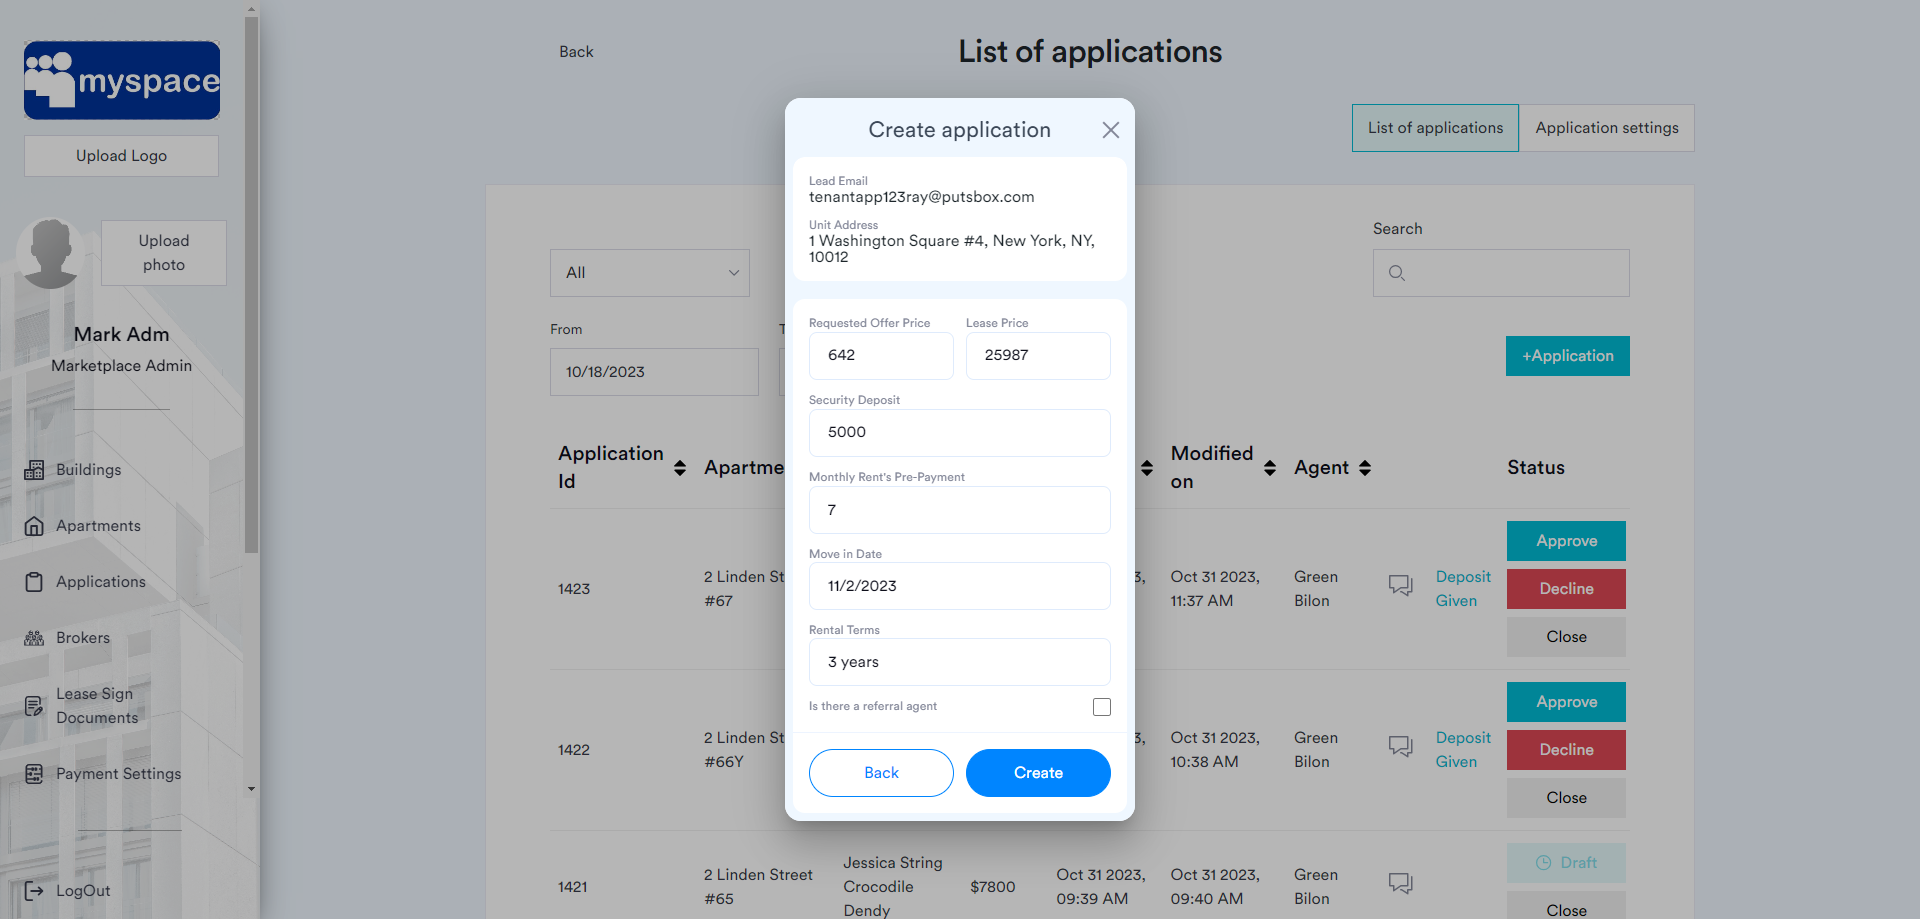 myspace
Upload Logo
Upload
photo
Mark Adm
Marketplace Admin
Buildings
Apartments
Applications
Brokers
Lease Sign
Documents
Payment Settings
LogOut
Back
List of applications
List of applications
Application settings
All
Search
From
T
10/18/2023
+Application
Application
Id
Apartme
Modified
on
Agent
Status
1423
2 Linden St
#67
3,
Oct 31 2023,
11:37 AM
Green
Bilon
Deposit
Given
Approve
Decline
Close
1422
2 Linden St
#66Y
3,
Oct 31 2023,
10:38 AM
Green
Bilon
Deposit
Given
Approve
Decline
Close
1421
2 Linden Street
#65
Jessica String
Crocodile
Dendy
$7800
Oct 31 2023,
09:39 AM
Oct 31 2023,
09:40 AM
Green
Bilon
Draft
Close
Create application
Lead Email
tenantapp123ray@putsbox.com
Unit Address
1 Washington Square #4, New York, NY,
10012
Requested Offer Price
642
Lease Price
25987
Security Deposit
5000
Monthly Rent's Pre-Payment
7
Move in Date
11/2/2023
Rental Terms
3 years
Is there a referral agent
Back
Create